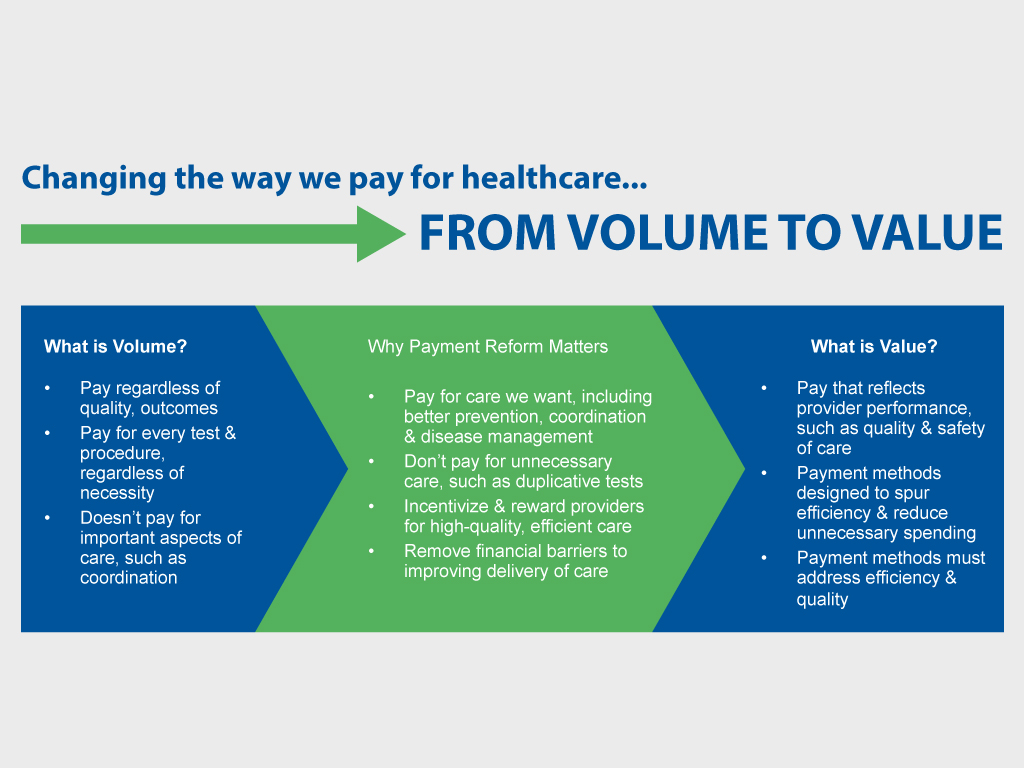 Changing the way we pay for healthcare...
FROM VOLUME TO VALUE
What is Volume?
• Pay regardless of
quality, outcomes
• Pay for every test &
procedure,
regardless of
necessity
• Doesn’t pay for
important aspects of
care, such as
coordination
Why Payment Reform Matters
• Pay for care we want, including
better prevention, coordination
& disease management
• Don’t pay for unnecessary
care, such as duplicative tests
• Incentivize & reward providers
for high-quality, efficient care
• Remove financial barriers to
improving delivery of care
What is Value?
• Pay that reflects
provider performance,
such as quality & safety
of care
• Payment methods
designed to spur
efficiency & reduce
unnecessary spending
• Payment methods must
address efficiency &
quality